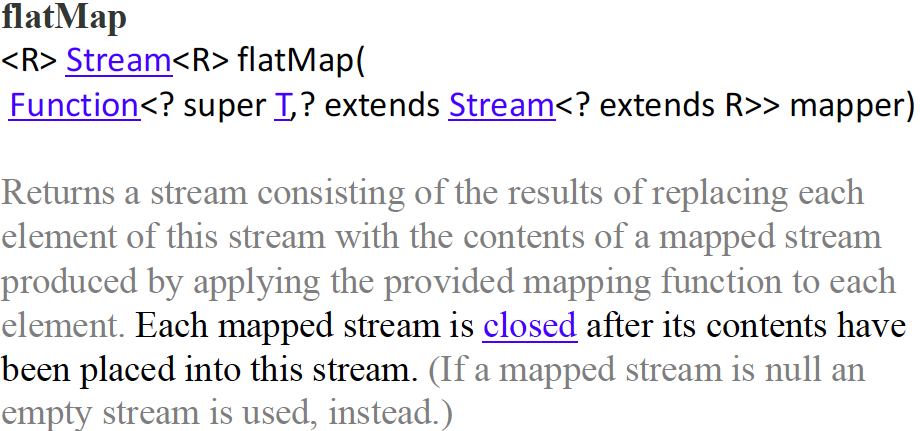 flatMap
<R> Stream<R> flatMap(
Function<? super T,? extends Stream<? extends R>> mapper)
Returns a stream consisting of the results of replacing each
element of this stream with the contents of a mapped stream
produced by applying the provided mapping function to each
element. Each mapped stream is closed after its contents have
been placed into this stream. (If a mapped stream is null an
empty stream is used, instead.)